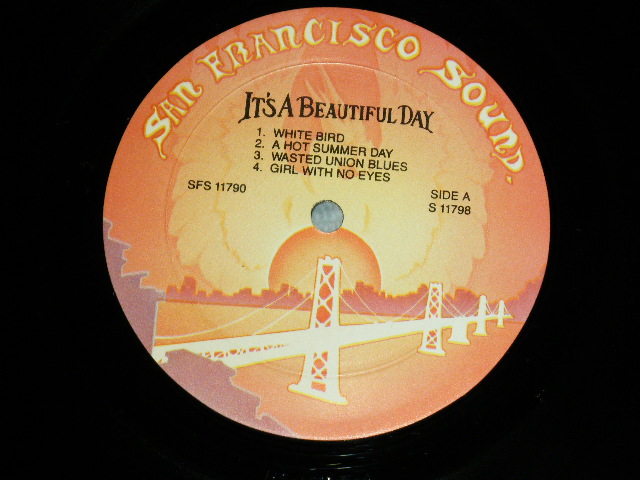 SAN FRANCISCO SOUND.
IT'S A BEAUTIFUL DAY
1. WHITE BIRD
2. A HOT SUMMER DAY
3. WASTED UNION BLUES
4. GIRL WITH NO EYES
SFS 11790
SIDE A
S 11798